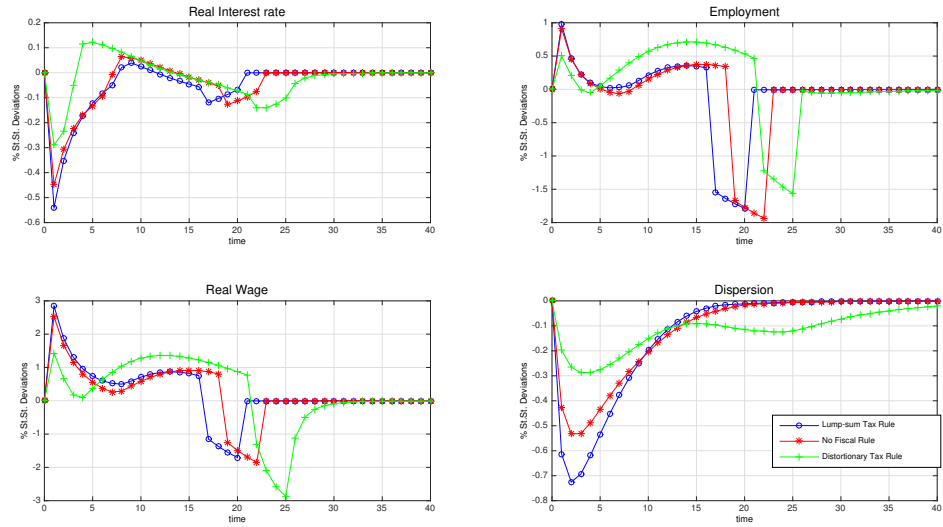 Real Interest rate
% St.St. Deviations
0.2
0.1
0
0.1
0.2
0.3
0.4
0.5
0.6
0 5 10 15 20 25 30 35 40
time
Employment
% St.St. Deviations
1
0.5
0
-0.5
-1
-1.5
-2
0 5 10 15 20 25 30 35 40
time
Real Wage
% St.St. Deviations
3
2
1
0
-1
-2
-3
0 5 10 15 20 25 30 35 40
time
Dispersion
% St.St. Deviations
0
-0.1
-0.2
-0.3
-0.4
-0.5
-0.6
-0.7
-0.8
0 5 10 15 20 25 30 35 40
time
Lump-sum Tax Rule
No Fiscal Rule
Distortionary Tax Rule